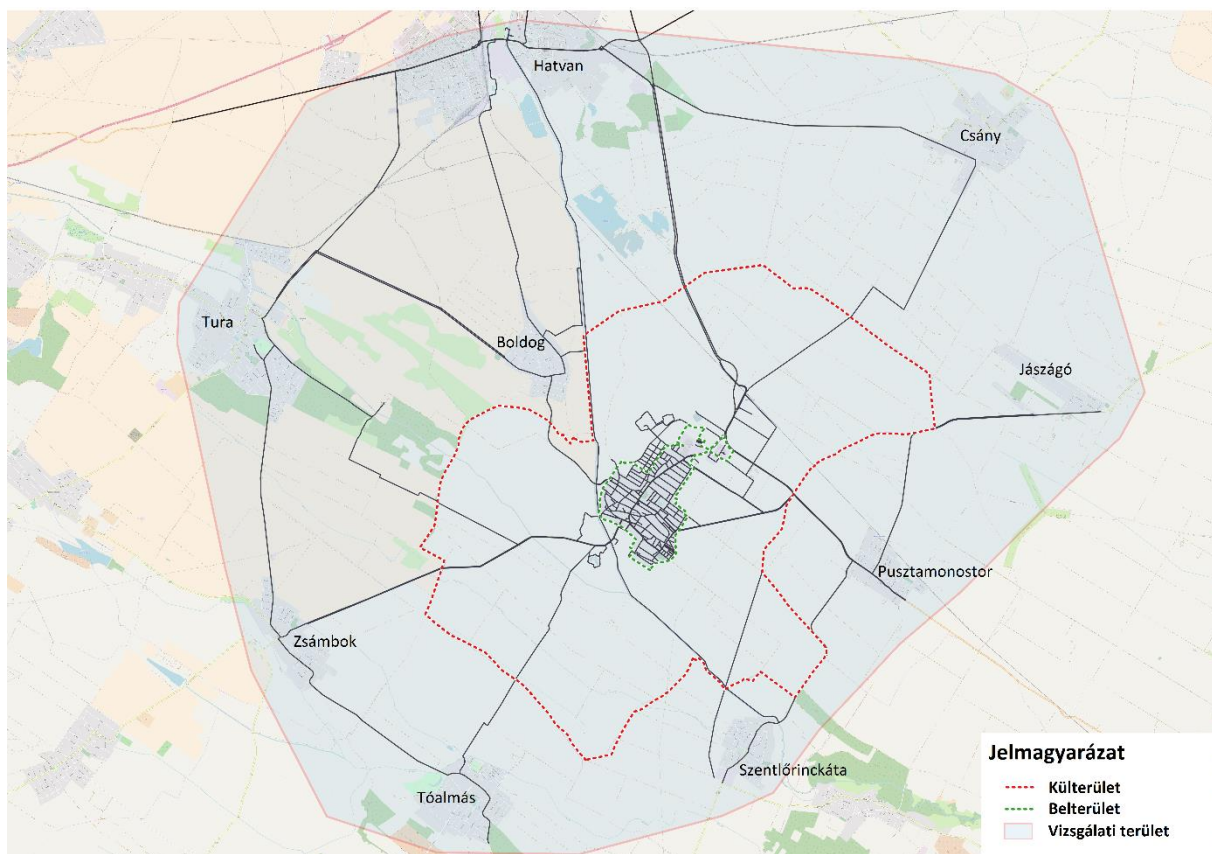 Hatvan
Csány
Tura
Boldog
Jászágó
Pusztamonostor
Zsámbok
Szentlőrinckáta
Tóalmás
Jelmagyarázat
Külterület
Belterület
Vizsgálati terület